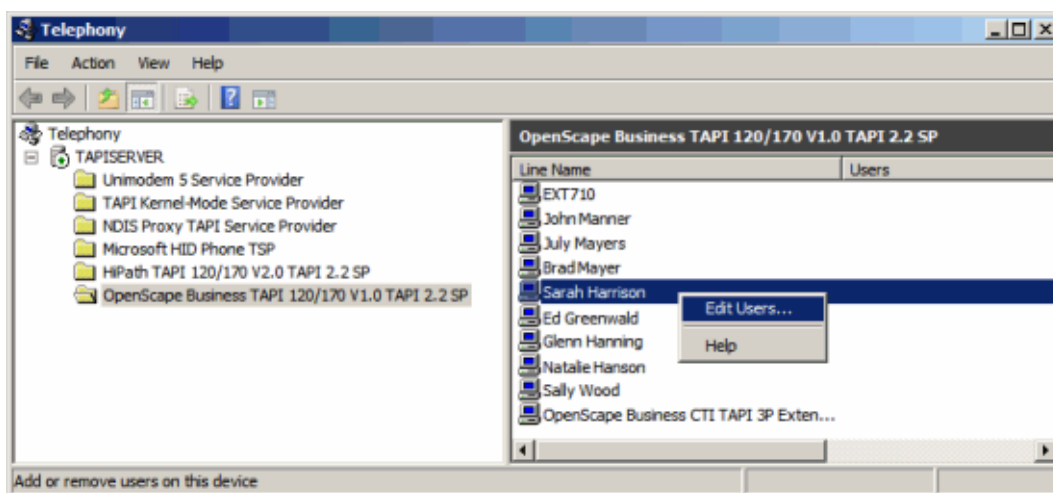 Telephony
File Action View Help
Telephony
TAPISERVER
Unimodem 5 Service Provider
TAPI Kernel-Mode Service Provider
NDIS Proxy TAPI Service Provider
Microsoft HID Phone TSP
HiPath TAPI 120/170 V2.0 TAPI 2.2 SP
OpenScape Business TAPI 120/170 V1.0 TAPI 2.2 SP
OpenScape Business TAPI 120/170 V1.0 TAPI 2.2 SP
Line Name Users
EXT710
John Manner
July Mayers
Brad Mayer
Sarah Harrison
Edit Users...
Ed Greenwald
Glenn Hanning
Help
Natalie Hanson
Sally Wood
OpenScape Business CTI TAPI 3P Exten...
Add or remove users on this device